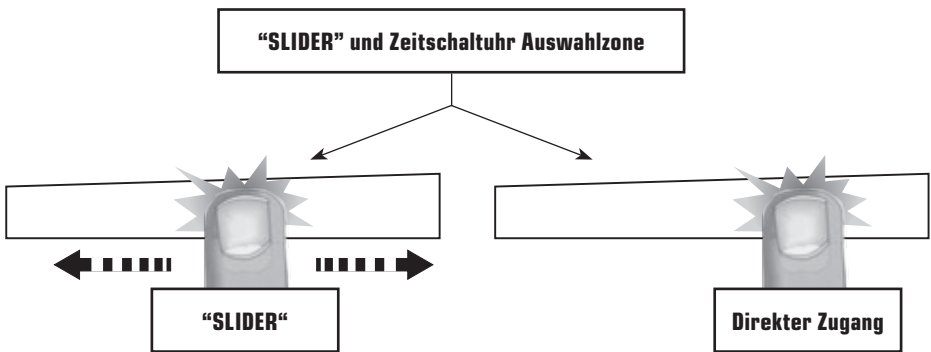 “SLIDER” und Zeitschaltuhr Auswahlzone
“SLIDER“
Direkter Zugang